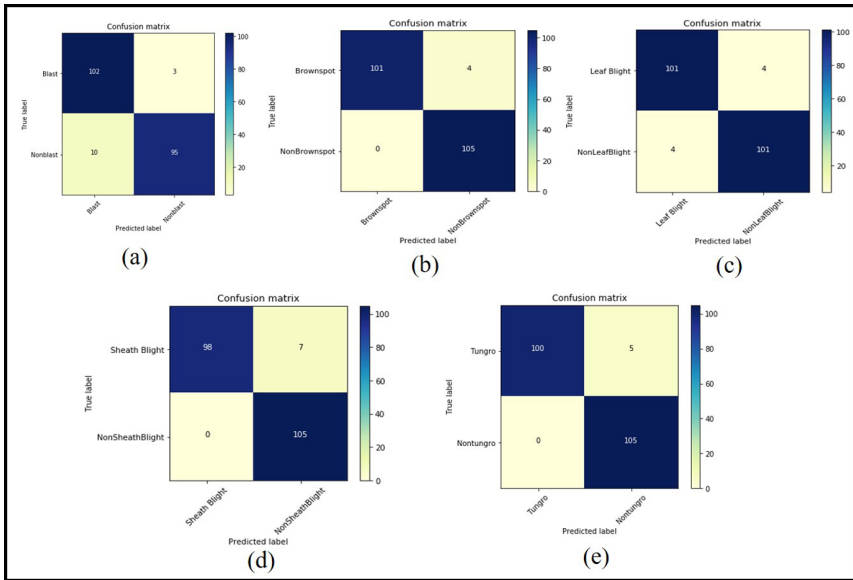 Confusion matrix
Blast
102
3
100
80
60
40
20
True label
Nonblast
10
95
Blast
Nonblast
Predicted label
(a)
Confusion matrix
Brownspot
101
4
100
80
60
40
20
0
True label
NonBrownspot
0
105
Brownspot
NonBrownspot
Predicted label
(b)
Confusion matrix
Leaf Blight
101
4
100
80
60
40
20
True label
NonLeafBlight
4
101
Leaf Blight
NonLeafBlight
Predicted label
(c)
Confusion matrix
Sheath Blight
98
7
100
80
60
40
20
0
True label
NonSheathBlight
0
105
Sheath Blight
NonSheathBlight
Predicted label
(d)
Confusion matrix
Tungro
100
5
100
80
60
40
20
0
True label
Nontungro
0
105
Tungro
Nontungro
Predicted label
(e)